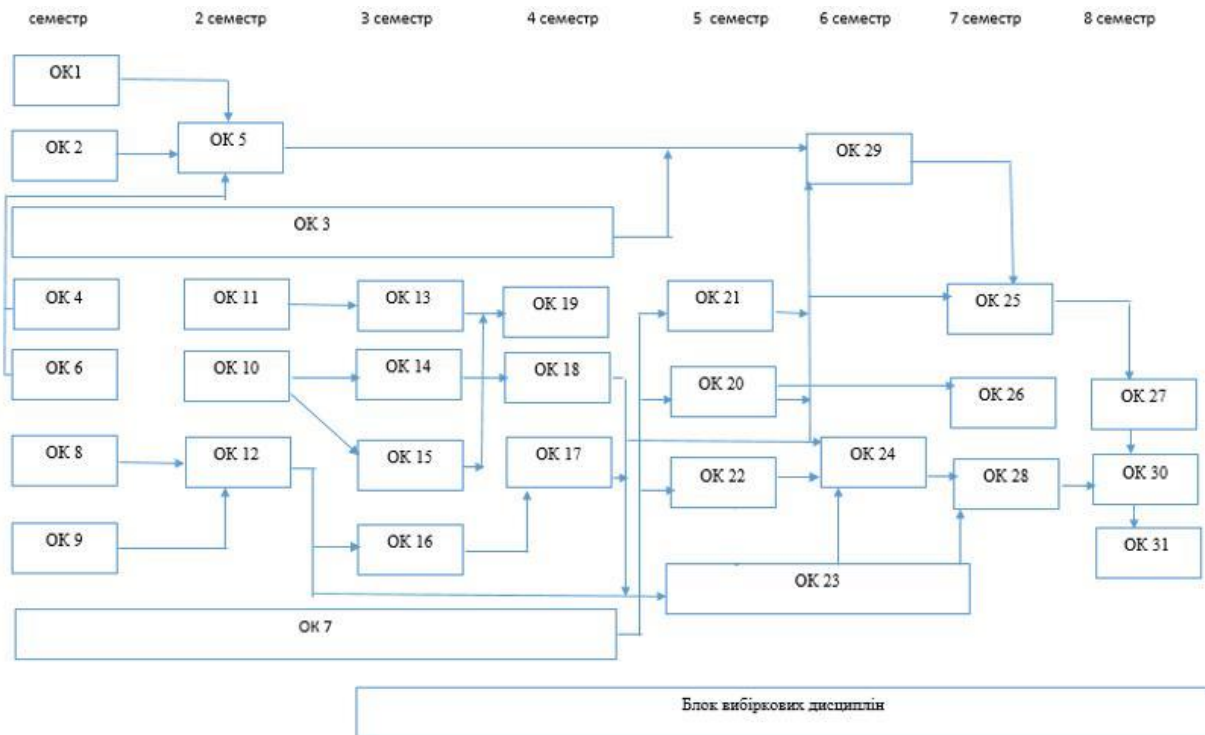 семестр 2 семестр 3 семестр 4 семестр 5 семестр 6 семестр 7 семестр 8 семестр
ОК1
ОК 2 ОК 5 ОК 29
ОК 3
ОК 4 ОК 11 ОК 13 ОК 19 ОК 21 ОК 25
ОК 6 ОК 10 ОК 14 ОК 18 ОК 20 ОК 26 ОК 27
ОК 8 ОК 12 ОК 15 ОК 17 ОК 22 ОК 24 ОК 28 ОК 30
ОК 9 ОК 16 ОК 31
ОК 23
ОК 7
Блок вибіркових дисциплін